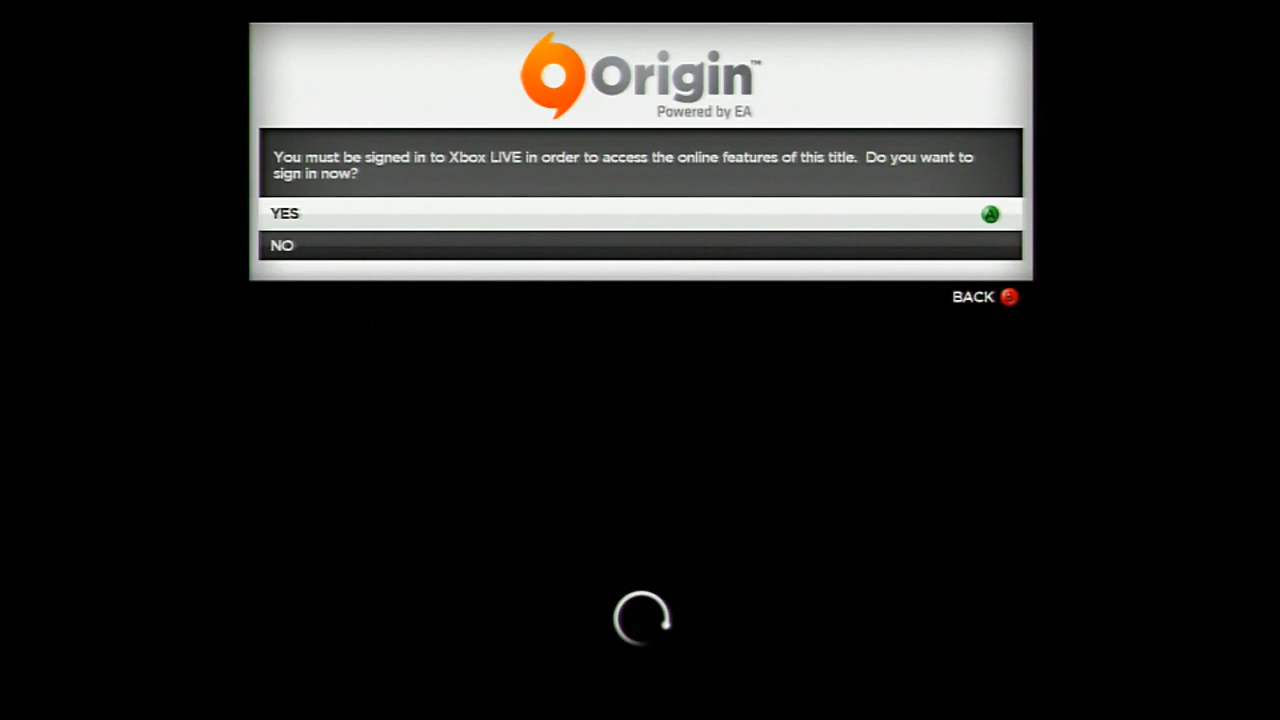 Origin™
Powered by EA
You must be signed in to Xbox LIVE in order to access the online features of this title.  Do you want to
sign in now?
YES A
NO
BACK B